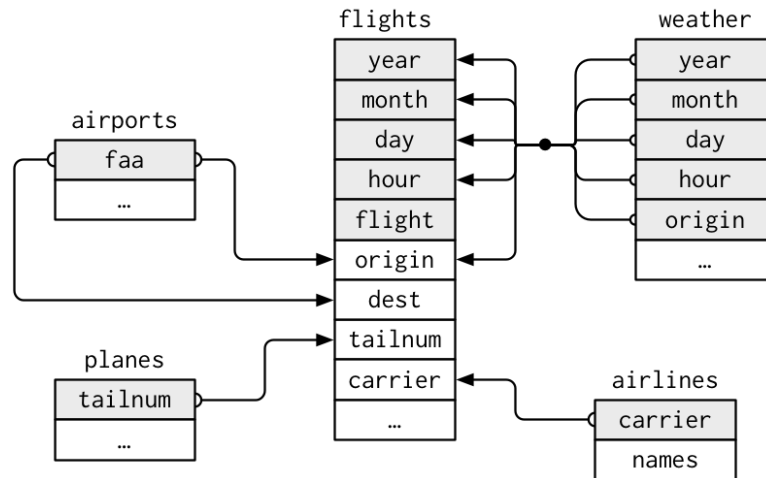 flights
year
month
day
hour
flight
origin
dest
tailnum
carrier
…
weather
year
month
day
hour
origin
…
airports
faa
…
planes
tailnum
…
airlines
carrier
names